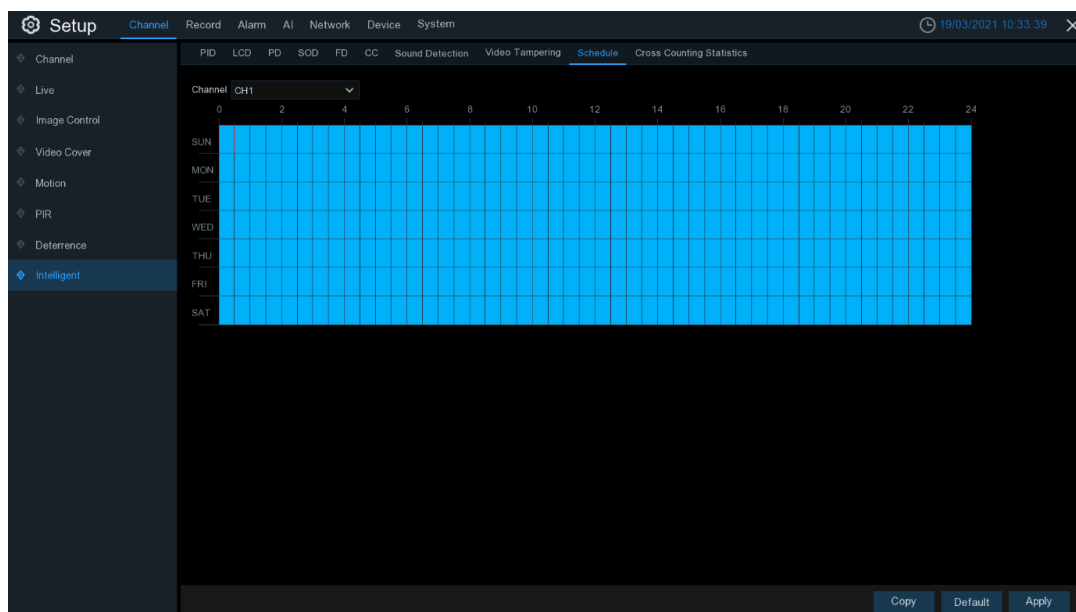 Setup Channel Record Alarm AI Network Device System 19/03/2021 10:33:39
Channel
Live
Image Control
Video Cover
Motion
PIR
Deterrence
Intelligent
PID LCD PD SOD FD CC Sound Detection Video Tampering Schedule Cross Counting Statistics
Channel CH1
0 2 4 6 8 10 12 14 16 18 20 22 24
SUN
MON
TUE
WED
THU
FRI
SAT
Copy Default Apply